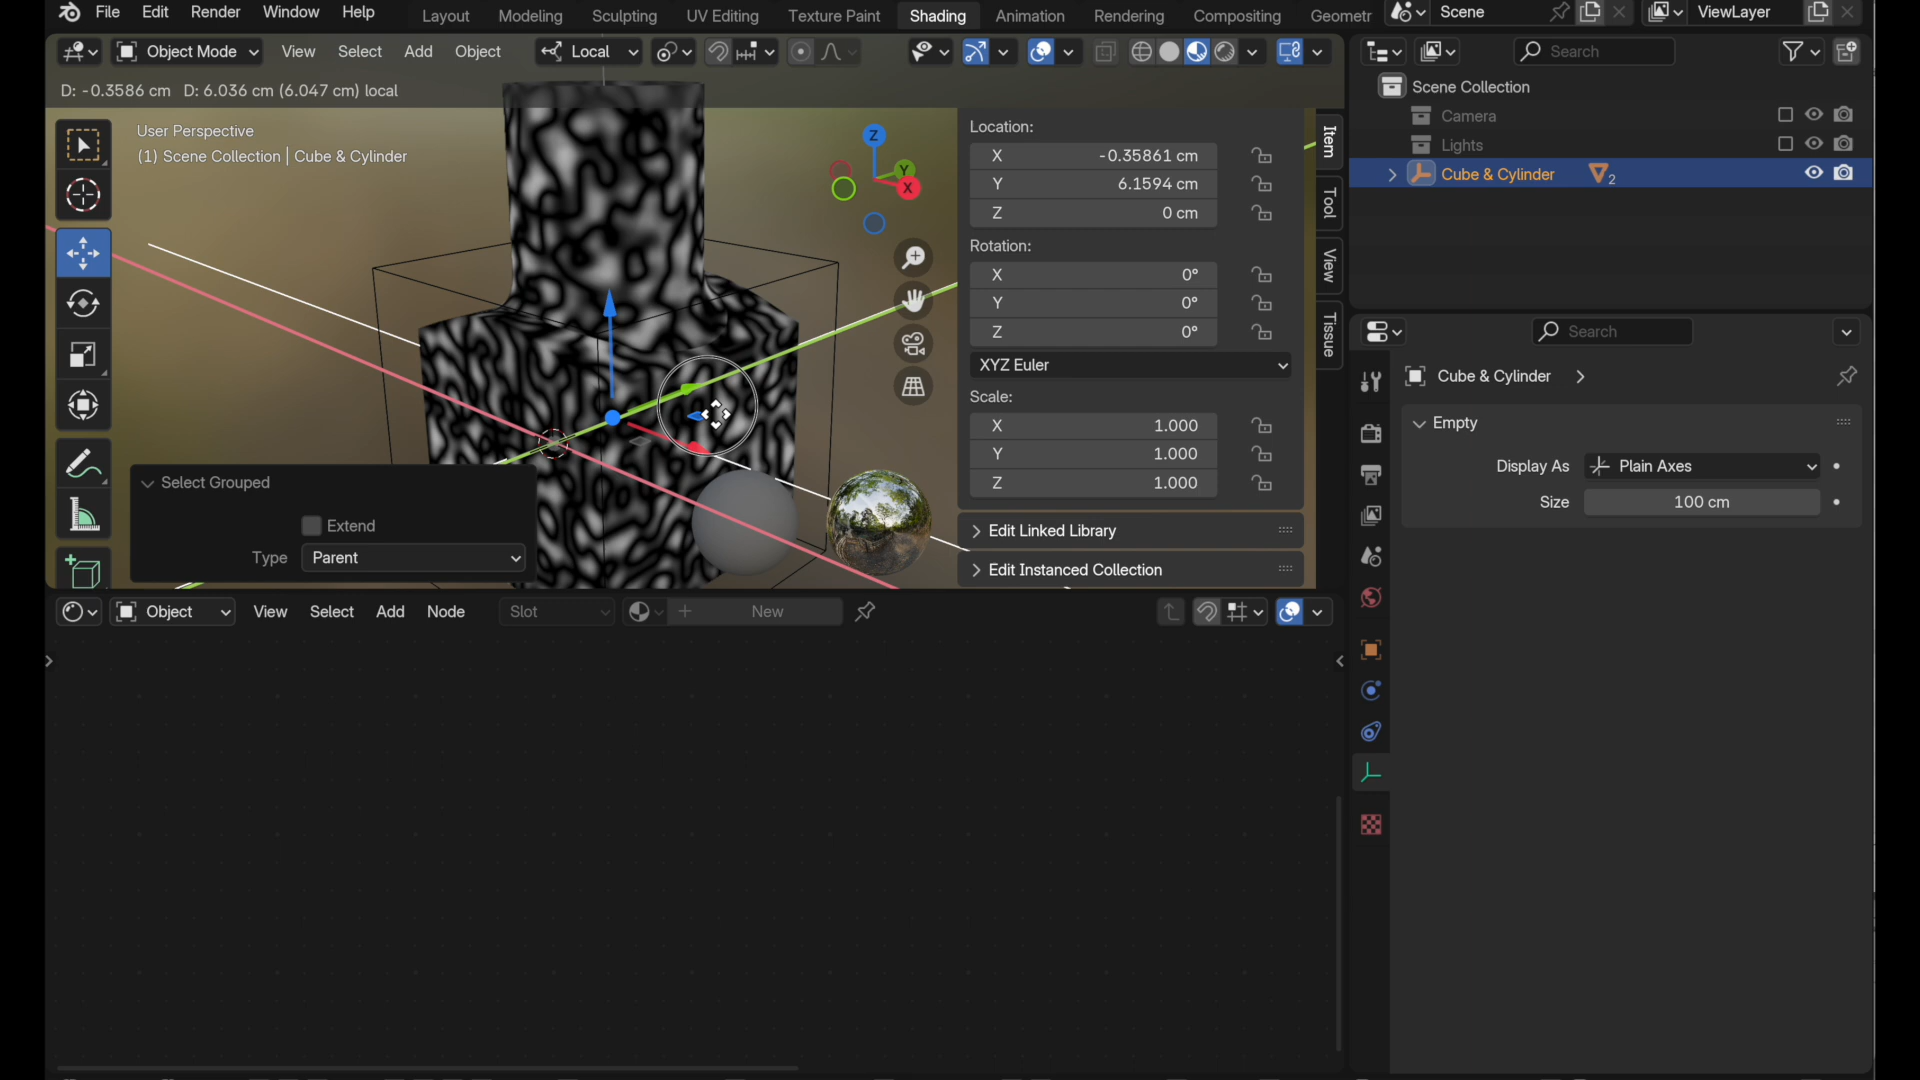 File Edit Render Window Help Layout Modeling Sculpting UV Editing Texture Paint Shading Animation Rendering Compositing Geometr Scene ViewLayer
Object Mode View Select Add Object Local Search
D: -0.3586 cm D: 6.036 cm (6.047 cm) local
User Perspective
(1) Scene Collection | Cube & Cylinder
Z
Y
X
Location:
X -0.35861 cm
Y 6.1594 cm
Z 0 cm
Rotation:
X 0°
Y 0°
Z 0°
XYZ Euler
Scale:
X 1.000
Y 1.000
Z 1.000
Edit Linked Library
Edit Instanced Collection
Item
Tool
View
Tissue
Select Grouped
Extend
Type Parent
Scene Collection
Camera
Lights
Cube & Cylinder 2
Search
Cube & Cylinder
Empty
Display As Plain Axes
Size 100 cm
Object View Select Add Node Slot New